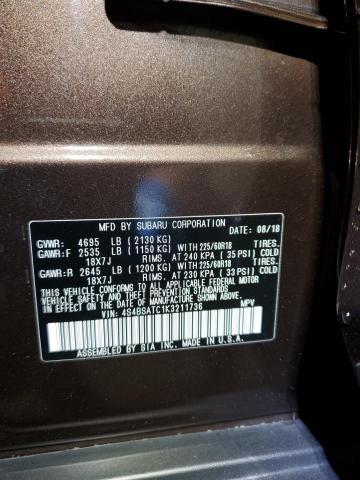 MFD BY SUBARU CORPORATION
DATE: 08/18
GVWR: 4695 LB (2130 KG)
GAWR:F 2535 LB (1150 KG) WITH 225/60R18 TIRES.
18X7J RIMS. AT 240 KPA (35 PSI) COLD
GAWR:R 2645 LB (1200 KG) WITH 225/60R18 TIRES.
18X7J RIMS. AT 230 KPA (33 PSI) COLD
THIS VEHICLE CONFORMS TO ALL APPLICABLE FEDERAL MOTOR
VEHICLE SAFETY, BUMPER, AND THEFT PREVENTION STANDARDS
IN EFFECT ON THE DATE OF MANUFACTURE SHOWN ABOVE.
VIN: 4S4BSATC1K3211736 MPV
ASSEMBLED BY SIA, INC. MADE IN U.S.A.